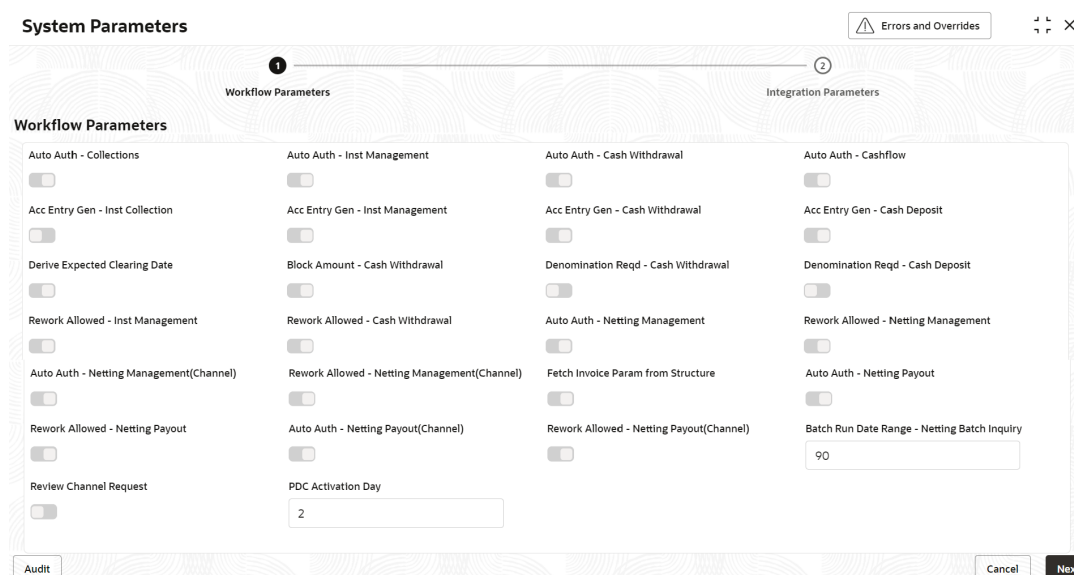 System Parameters
Errors and Overrides
1
2
Workflow Parameters
Integration Parameters
Workflow Parameters
Auto Auth - Collections
Auto Auth - Inst Management
Auto Auth - Cash Withdrawal
Auto Auth - Cashflow
Acc Entry Gen - Inst Collection
Acc Entry Gen - Inst Management
Acc Entry Gen - Cash Withdrawal
Acc Entry Gen - Cash Deposit
Derive Expected Clearing Date
Block Amount - Cash Withdrawal
Denomination Reqd - Cash Withdrawal
Denomination Reqd - Cash Deposit
Rework Allowed - Inst Management
Rework Allowed - Cash Withdrawal
Auto Auth - Netting Management
Rework Allowed - Netting Management
Auto Auth - Netting Management(Channel)
Rework Allowed - Netting Management(Channel)
Fetch Invoice Param from Structure
Auto Auth - Netting Payout
Rework Allowed - Netting Payout
Auto Auth - Netting Payout(Channel)
Rework Allowed - Netting Payout(Channel)
Batch Run Date Range - Netting Batch Inquiry
90
Review Channel Request
PDC Activation Day
2
Audit
Cancel
Nex